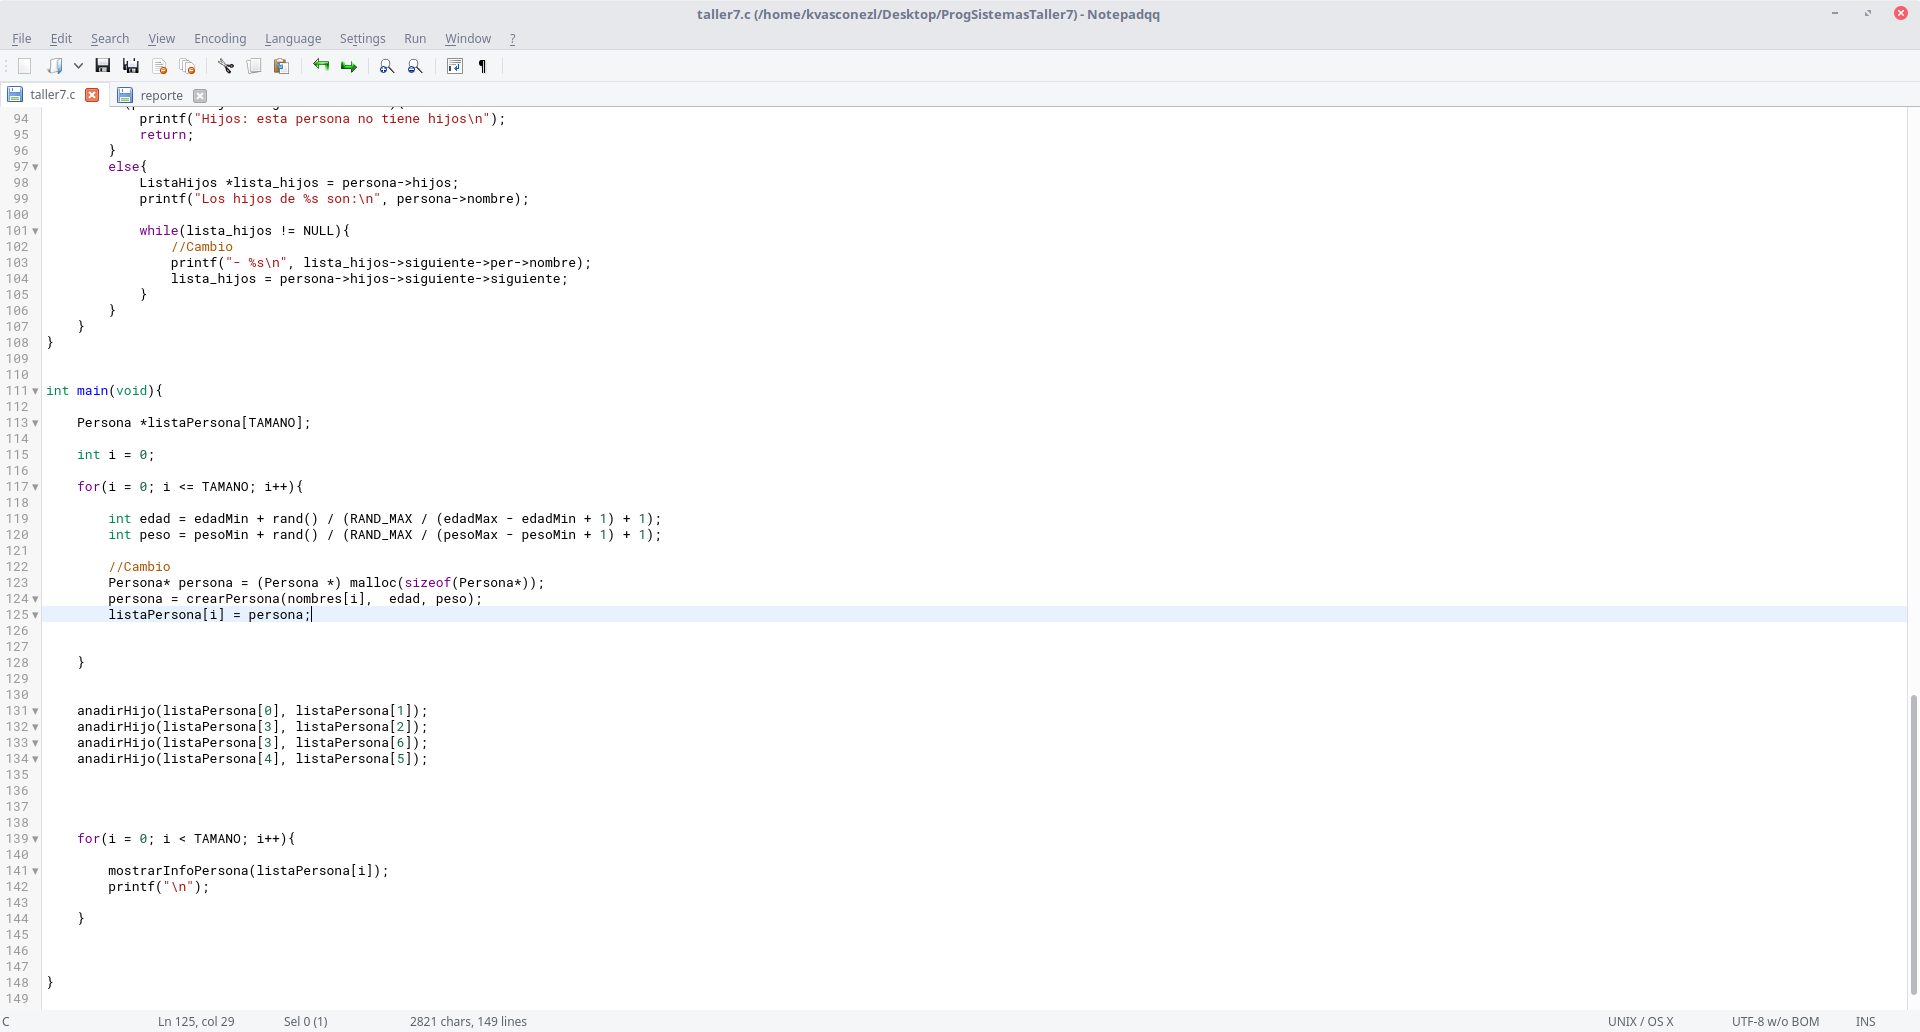 taller7.c (/home/kvasconezl/Desktop/ProgSistemasTaller7) - Notepadqq
File Edit Search View Encoding Language Settings Run Window ?
taller7.c reporte
94 printf("Hijos: esta persona no tiene hijos\n");
95 return;
96 }
97 else{
98 ListaHijos *lista_hijos = persona->hijos;
99 printf("Los hijos de %s son:\n", persona->nombre);
100
101 while(lista_hijos != NULL){
102 //Cambio
103 printf("- %s\n", lista_hijos->siguiente->per->nombre);
104 lista_hijos = persona->hijos->siguiente->siguiente;
105 }
106 }
107 }
108 }
109
110
111 int main(void){
112
113 Persona *listaPersona[TAMANO];
114
115 int i = 0;
116
117 for(i = 0; i <= TAMANO; i++){
118
119 int edad = edadMin + rand() / (RAND_MAX / (edadMax - edadMin + 1) + 1);
120 int peso = pesoMin + rand() / (RAND_MAX / (pesoMax - pesoMin + 1) + 1);
121
122 //Cambio
123 Persona* persona = (Persona *) malloc(sizeof(Persona*));
124 persona = crearPersona(nombres[i],  edad, peso);
125 listaPersona[i] = persona;
126
127
128 }
129
130
131 anadirHijo(listaPersona[0], listaPersona[1]);
132 anadirHijo(listaPersona[3], listaPersona[2]);
133 anadirHijo(listaPersona[3], listaPersona[6]);
134 anadirHijo(listaPersona[4], listaPersona[5]);
135
136
137
138
139 for(i = 0; i < TAMANO; i++){
140
141 mostrarInfoPersona(listaPersona[i]);
142 printf("\n");
143
144 }
145
146
147
148 }
149
C Ln 125, col 29 Sel 0 (1) 2821 chars, 149 lines UNIX / OS X UTF-8 w/o BOM INS